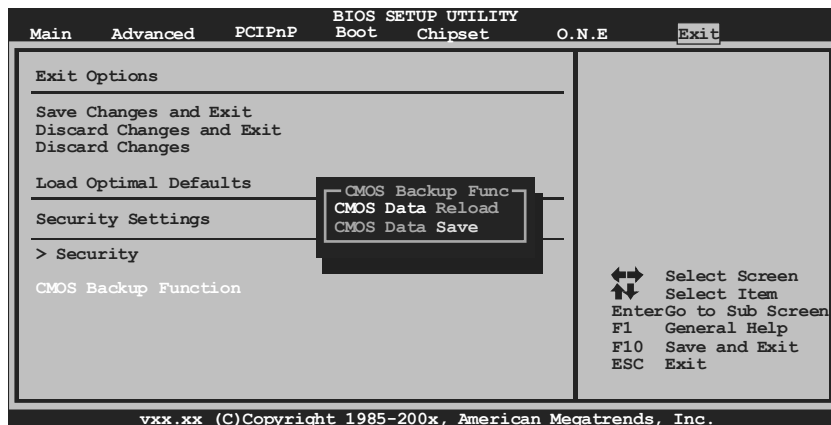 BIOS SETUP UTILITY
Main Advanced PCIPnP Boot Chipset O.N.E Exit
Exit Options
Save Changes and Exit
Discard Changes and Exit
Discard Changes
Load Optimal Defaults
Security Settings
> Security
CMOS Backup Function
CMOS Backup Func
CMOS Data Reload
CMOS Data Save
Select Screen
Select Item
EnterGo to Sub Screen
F1 General Help
F10 Save and Exit
ESC Exit
vxx.xx (C)Copyright 1985-200x, American Megatrends, Inc.